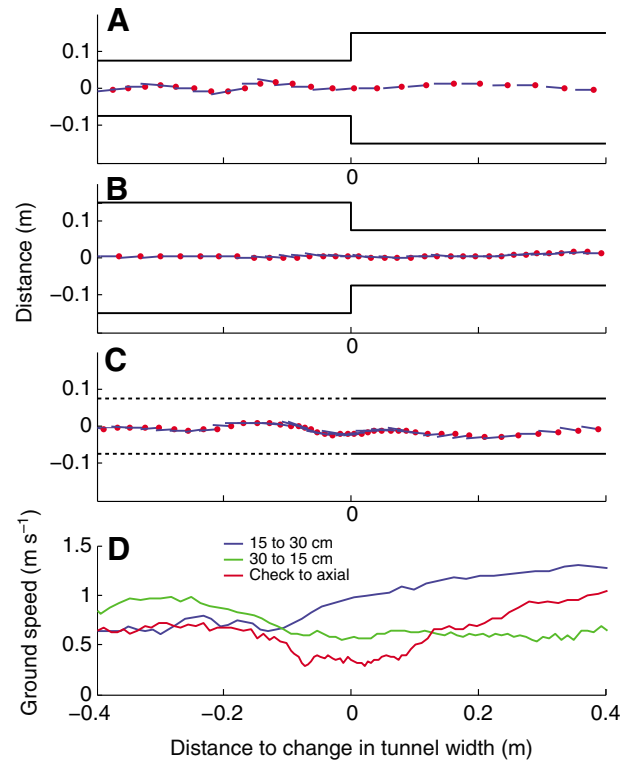 A
0.1
0
−0.1
0
B
0.1
0
−0.1
0
C
0.1
0
−0.1
0
Distance (m)
D
15 to 30 cm
30 to 15 cm
Check to axial
1.5
1
0.5
0
Ground speed (m s−1)
−0.4
−0.2
0
0.2
0.4
Distance to change in tunnel width (m)